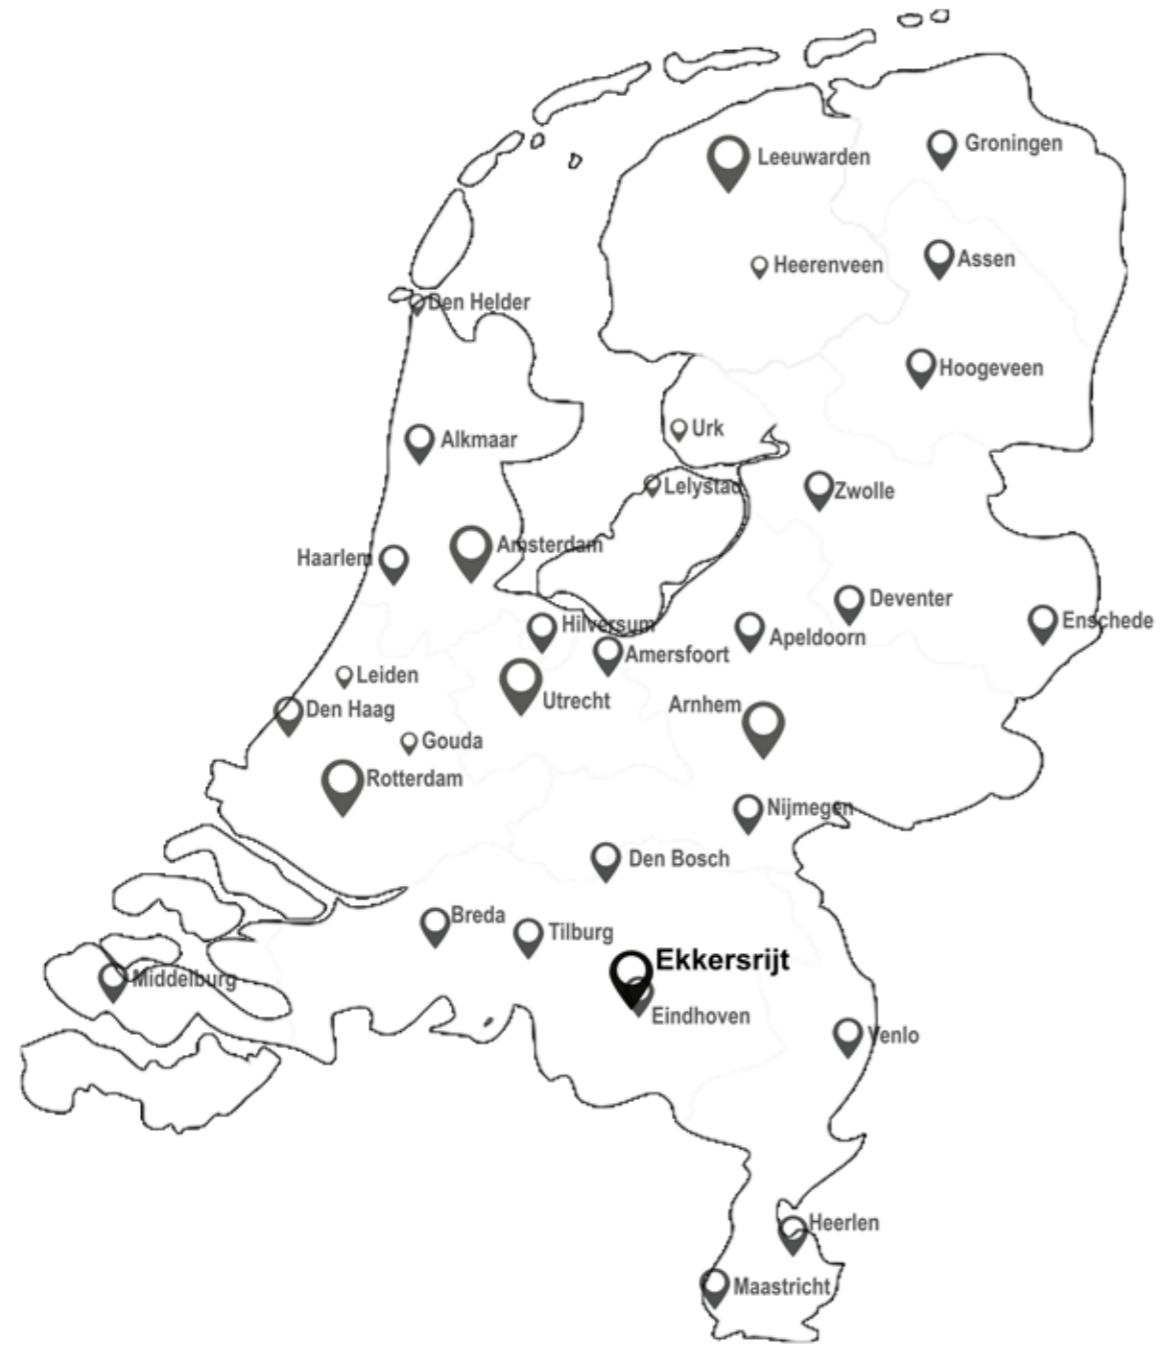 Groningen
Leeuwarden
Assen
Heerenveen
Den Helder
Hoogeveen
Urk
Alkmaar
Lelystad
Zwolle
Amsterdam
Haarlem
Deventer
Enschede
Hilversum
Apeldoorn
Amersfoort
Leiden
Utrecht
Arnhem
Den Haag
Gouda
Rotterdam
Nijmegen
Den Bosch
Breda
Tilburg
Ekkersrijt
Middelburg
Eindhoven
Venlo
Heerlen
Maastricht